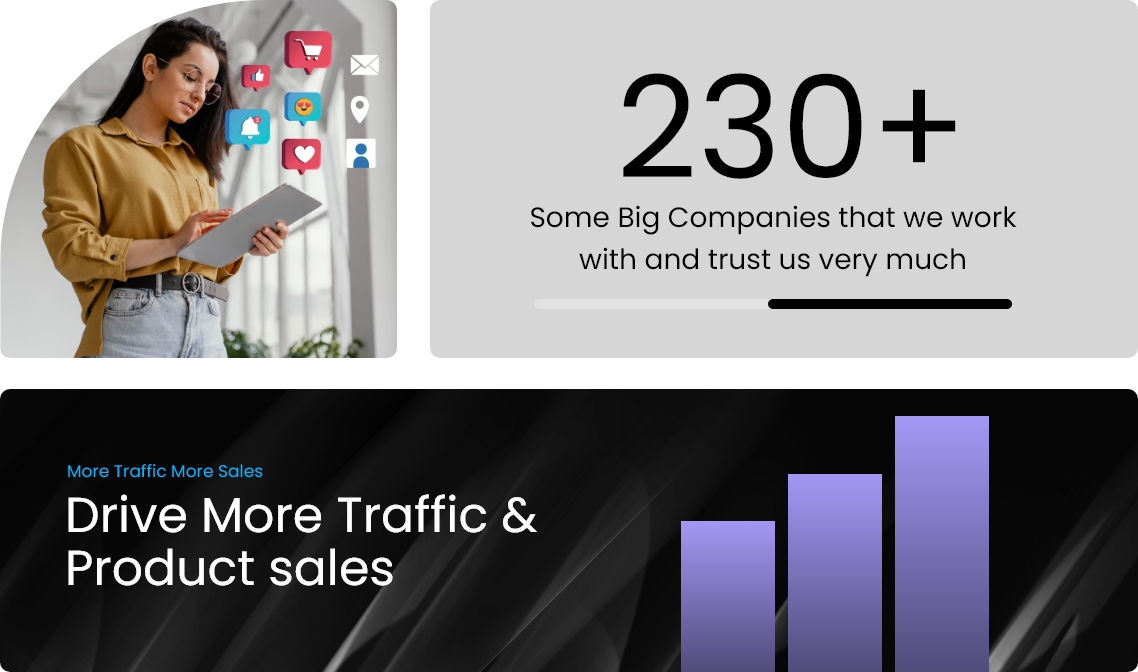 230+
Some Big Companies that we work
with and trust us very much
More Traffic More Sales
Drive More Traffic &
Product sales